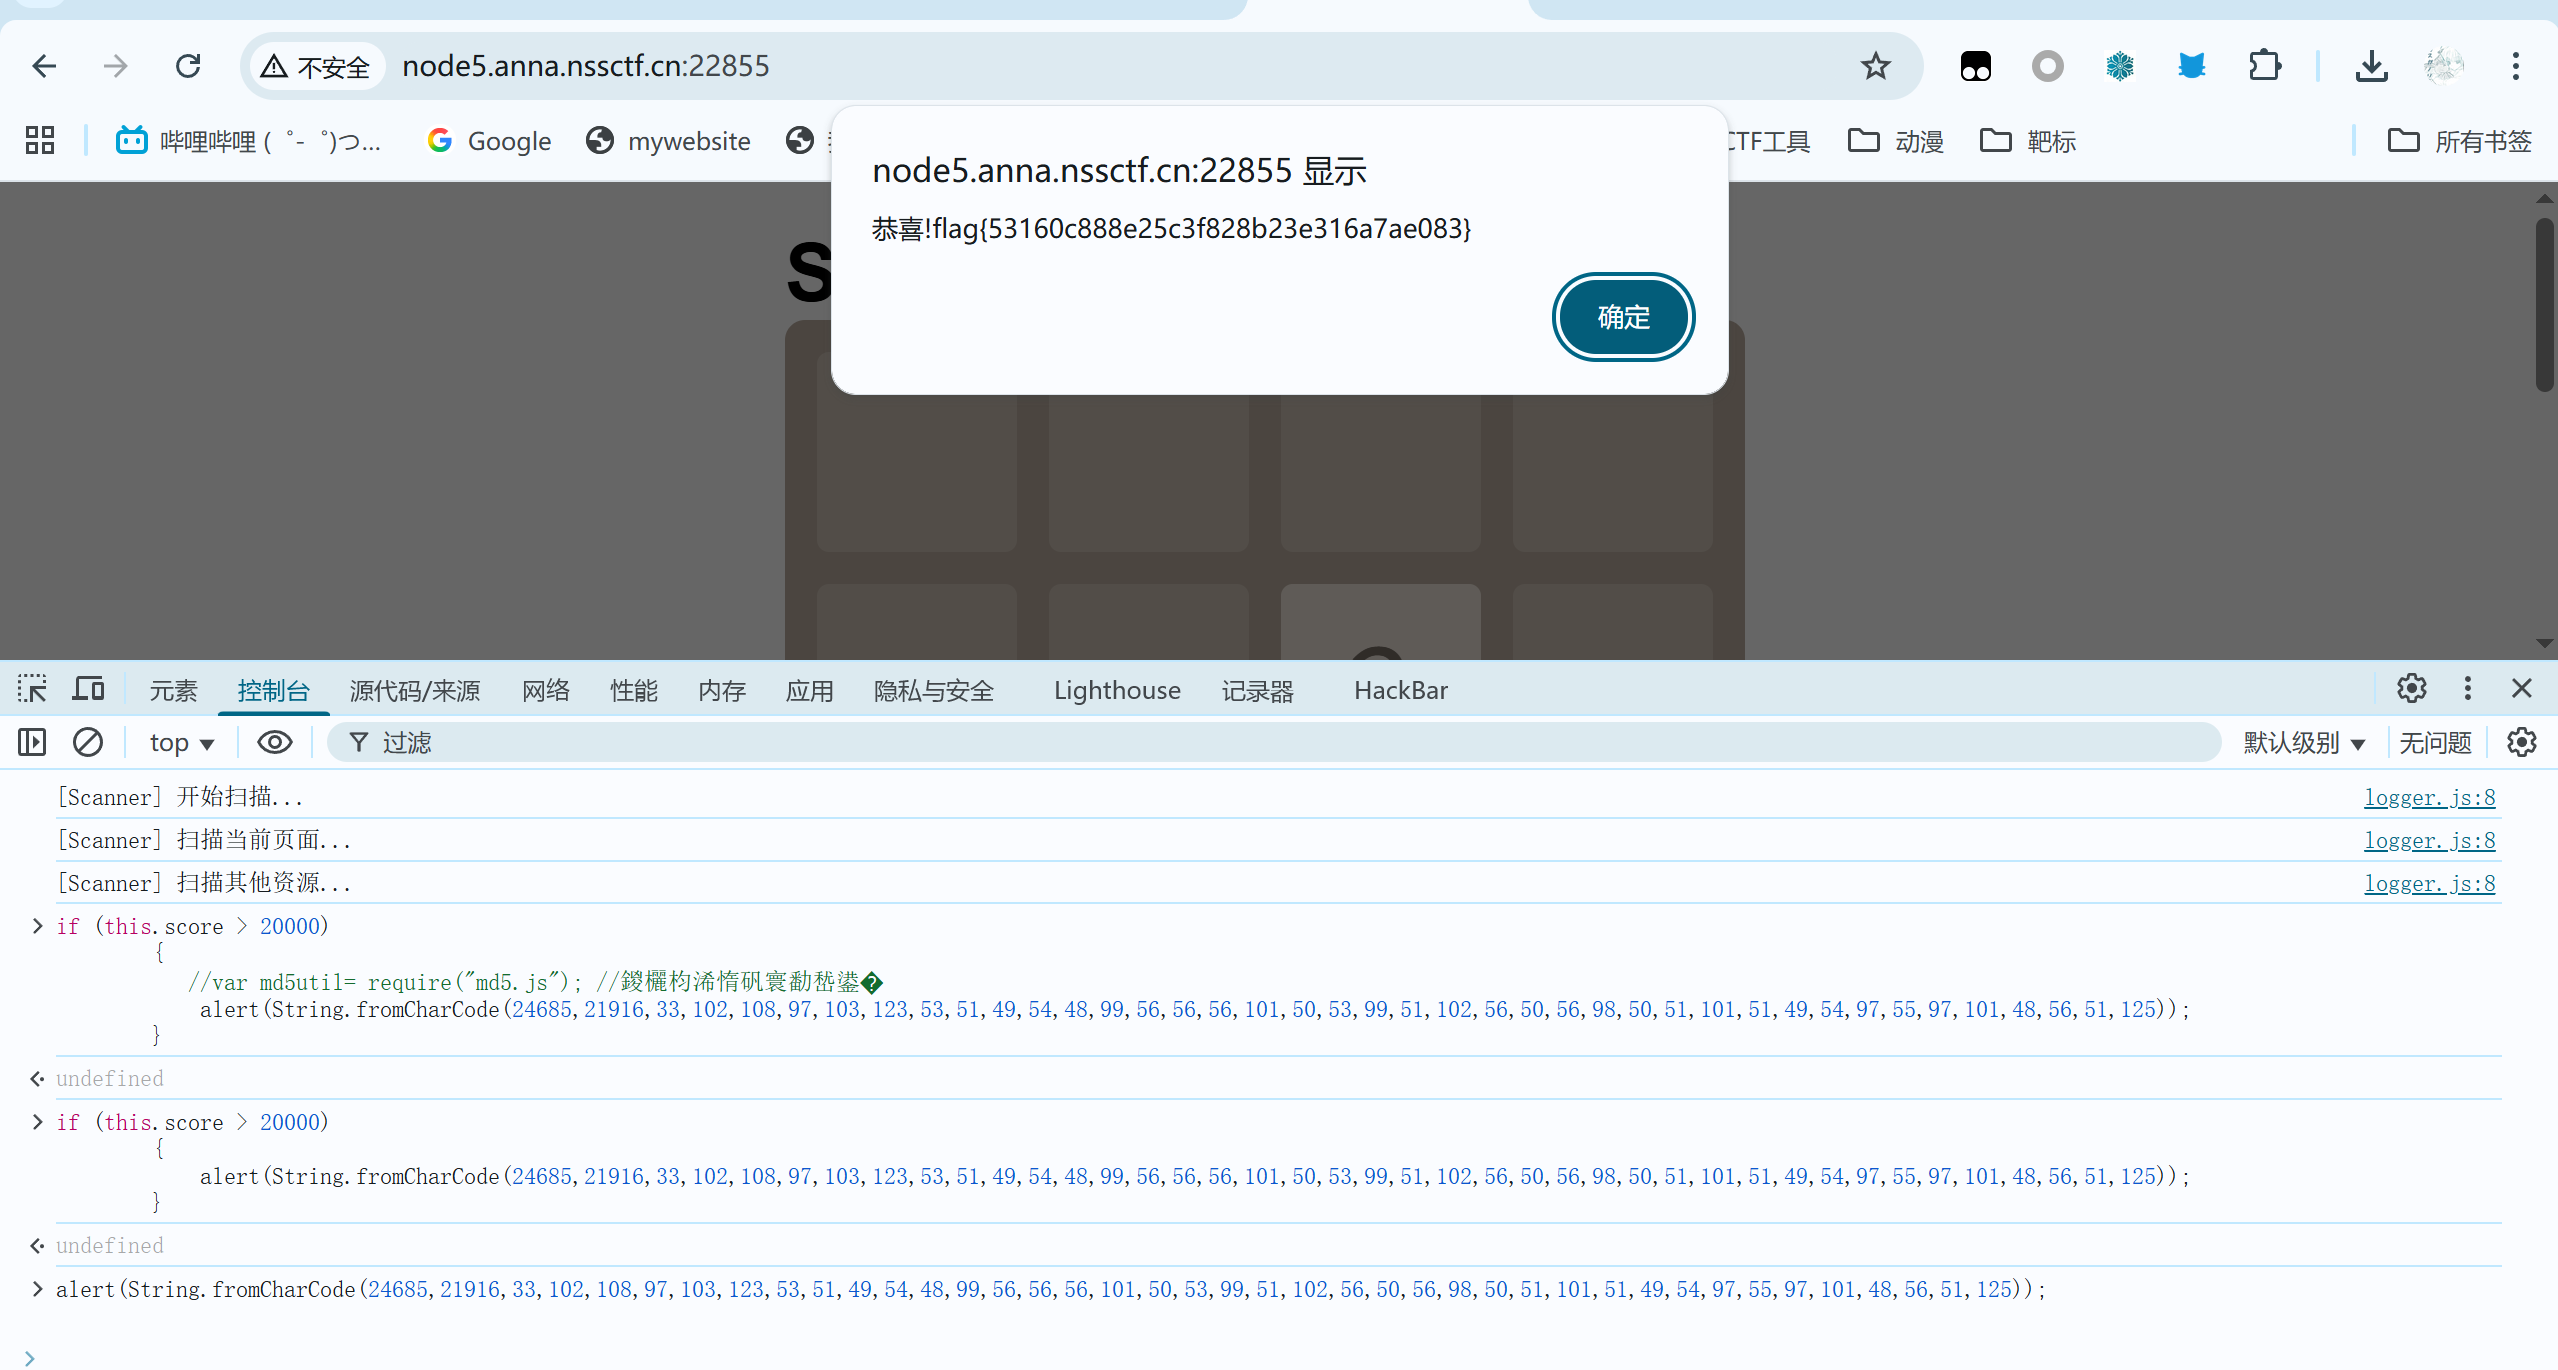 不安全 node5.anna.nssctf.cn:22855
哔哩哔哩 (゜-゜)つ... Google mywebsite CTF工具 动漫 靶标 所有书签
node5.anna.nssctf.cn:22855 显示
恭喜!flag{53160c888e25c3f828b23e316a7ae083}
确定
S
元素 控制台 源代码/来源 网络 性能 内存 应用 隐私与安全 Lighthouse 记录器 HackBar
top 过滤 默认级别 无问题
[Scanner] 开始扫描... logger.js:8
[Scanner] 扫描当前页面... logger.js:8
[Scanner] 扫描其他资源... logger.js:8
if (this.score > 20000)
{
//var md5util= require("md5.js"); //
alert(String.fromCharCode(24685,21916,33,102,108,97,103,123,53,51,49,54,48,99,56,56,56,101,50,53,99,51,102,56,50,56,98,50,51,101,51,49,54,97,55,97,101,48,56,51,125));
}
undefined
if (this.score > 20000)
{
alert(String.fromCharCode(24685,21916,33,102,108,97,103,123,53,51,49,54,48,99,56,56,56,101,50,53,99,51,102,56,50,56,98,50,51,101,51,49,54,97,55,97,101,48,56,51,125));
}
undefined
alert(String.fromCharCode(24685,21916,33,102,108,97,103,123,53,51,49,54,48,99,56,56,56,101,50,53,99,51,102,56,50,56,98,50,51,101,51,49,54,97,55,97,101,48,56,51,125));